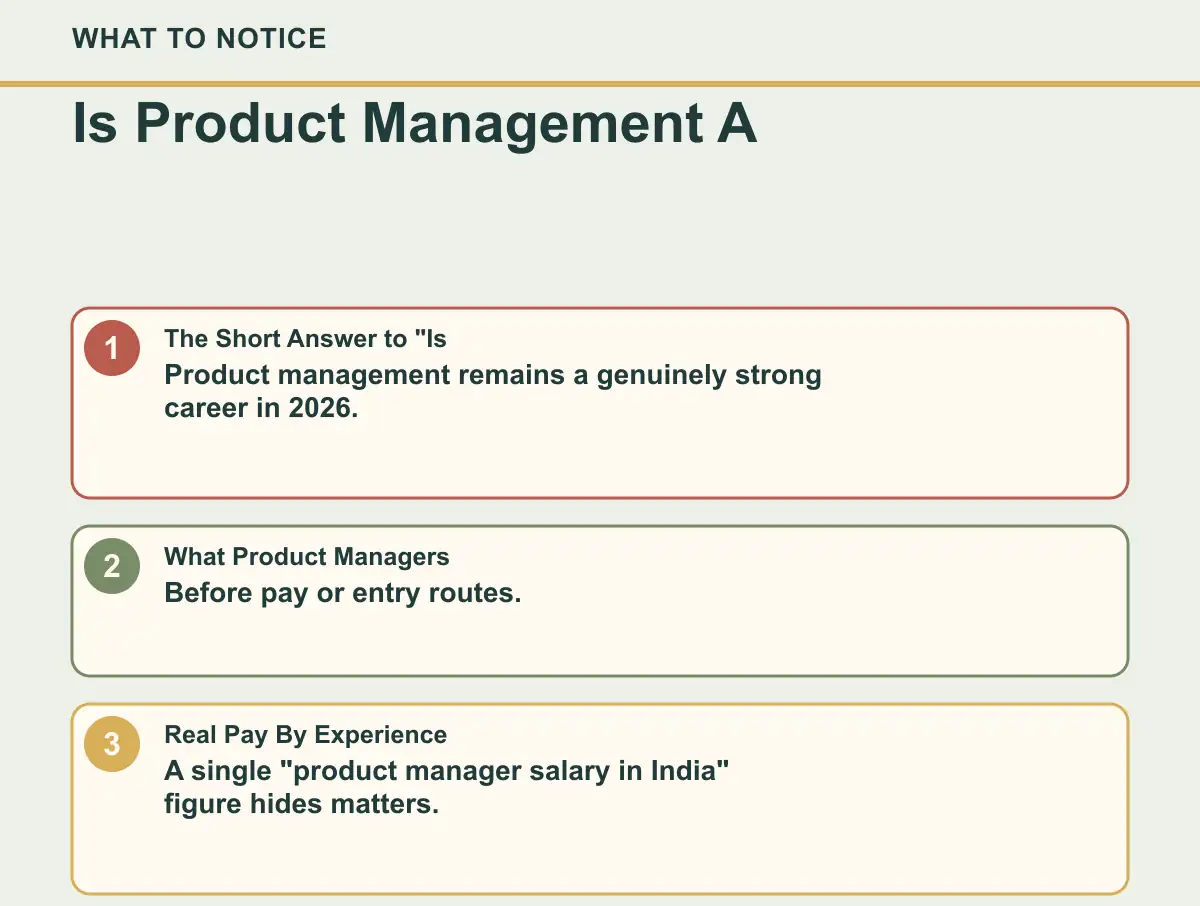 WHAT TO NOTICE
Is Product Management A
1
The Short Answer to "Is
Product management remains a genuinely strong
career in 2026.
2
What Product Managers
Before pay or entry routes.
3
Real Pay By Experience
A single "product manager salary in India"
figure hides matters.